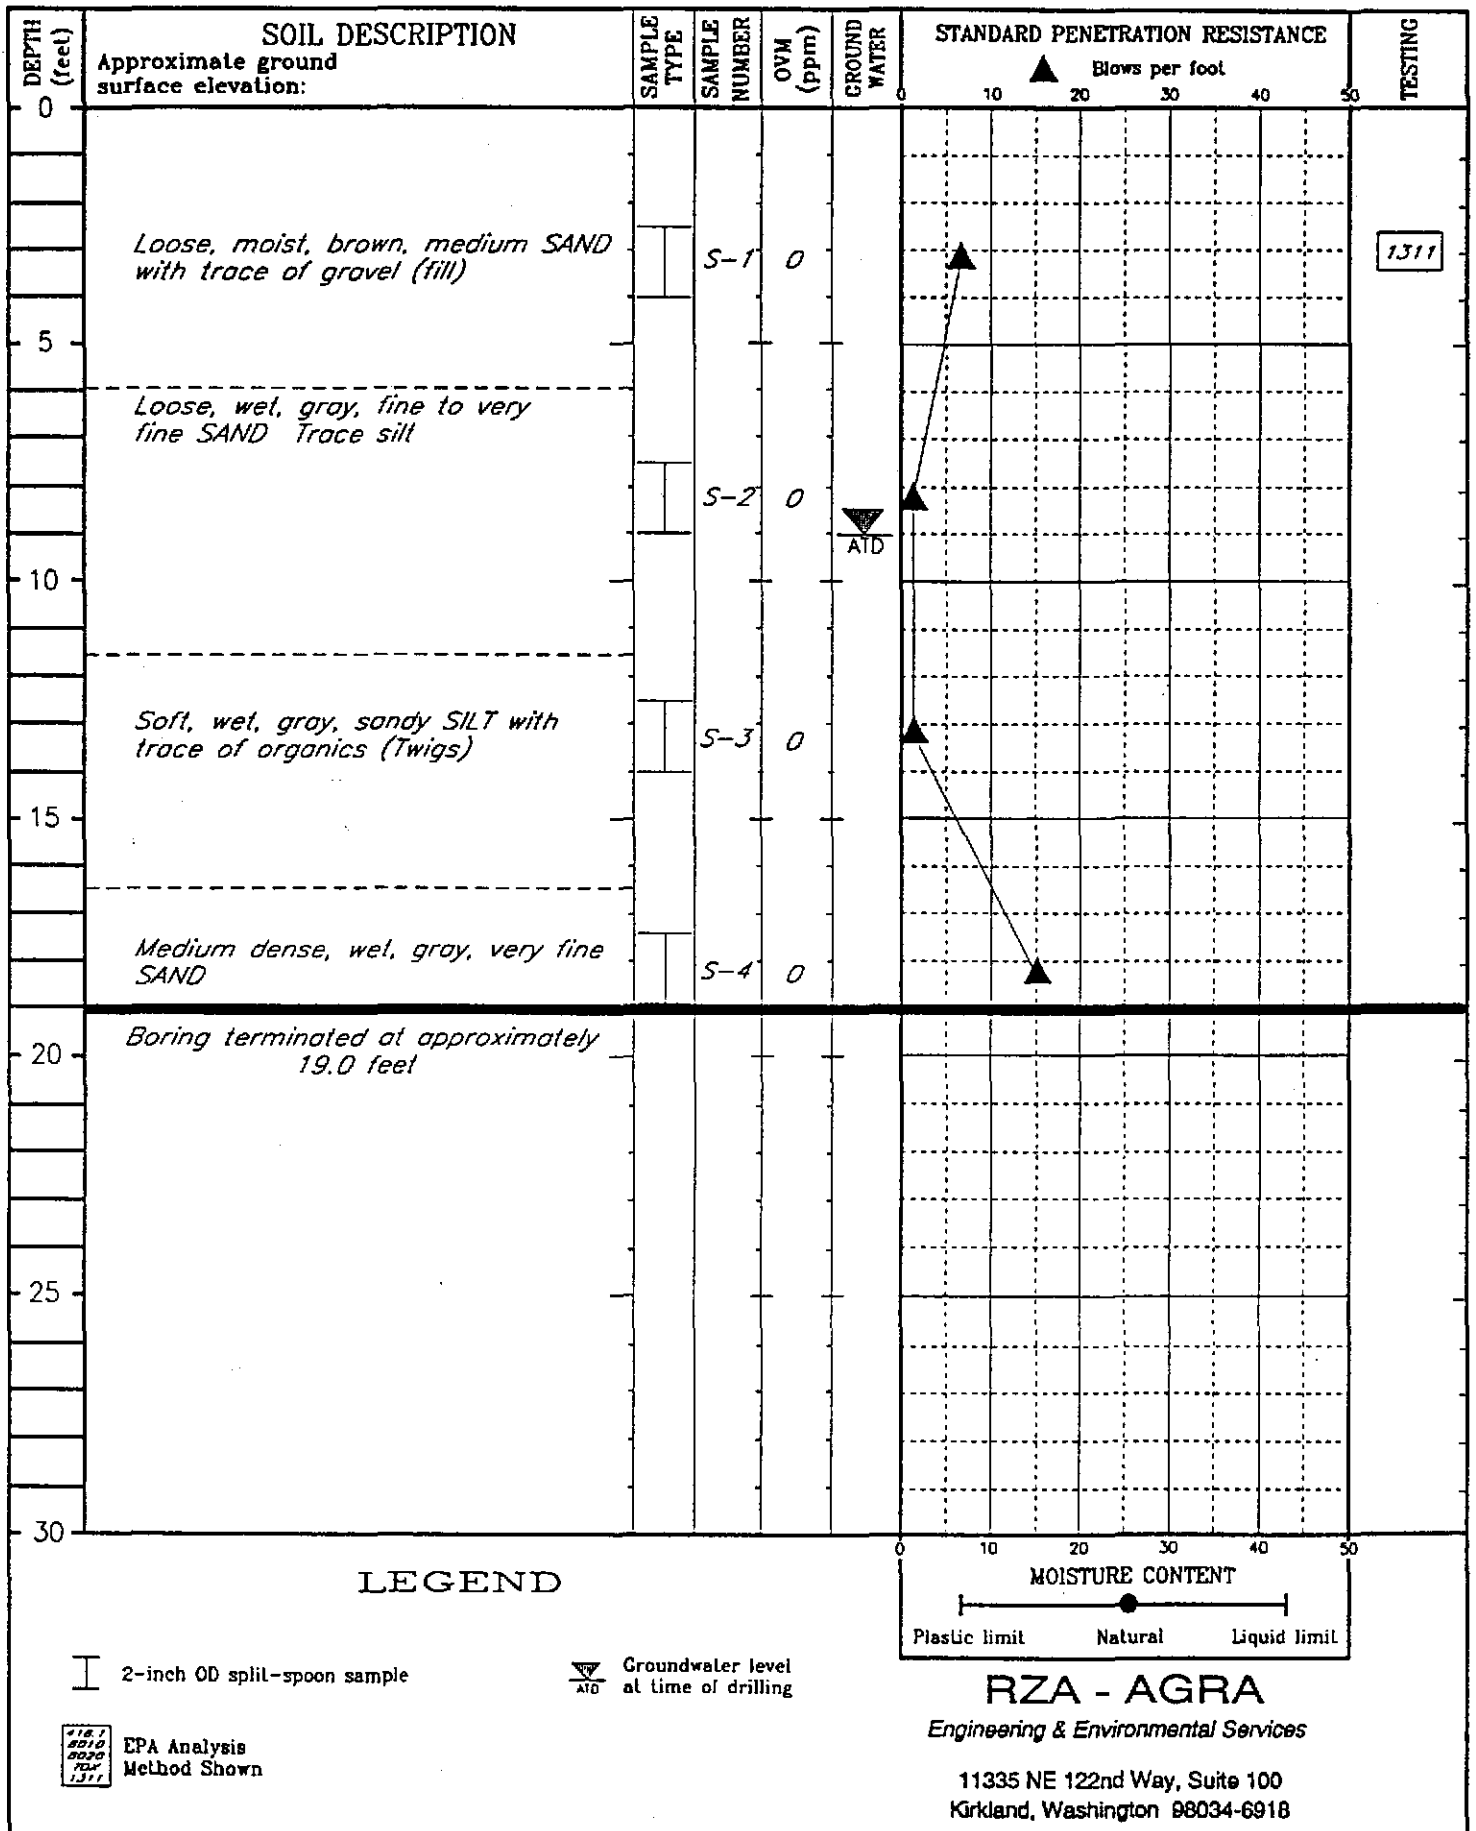 DEPTH
(feet)
SOIL DESCRIPTION
Approximate ground
surface elevation:
SAMPLE
TYPE
SAMPLE
NUMBER
OVM
(ppm)
GROUND
WATER
STANDARD PENETRATION RESISTANCE
▲ Blows per foot
TESTING
0 10 20 30 40 50
0
Loose, moist, brown, medium SAND
with trace of gravel (fill)
S-1 0
1311
5
Loose, wet, gray, fine to very
fine SAND Trace silt
S-2 0
ATD
10
Soft, wet, gray, sandy SILT with
trace of organics (Twigs)
S-3 0
15
Medium dense, wet, gray, very fine
SAND
S-4 0
Boring terminated at approximately
19.0 feet
20
25
30
0 10 20 30 40 50
MOISTURE CONTENT
Plastic limit Natural Liquid limit
LEGEND
2-inch OD split-spoon sample
ATD
Groundwater level
at time of drilling
418.1
8010
8020
TOX
1311
EPA Analysis
Method Shown
RZA - AGRA
Engineering & Environmental Services
11335 NE 122nd Way, Suite 100
Kirkland, Washington 98034-6918